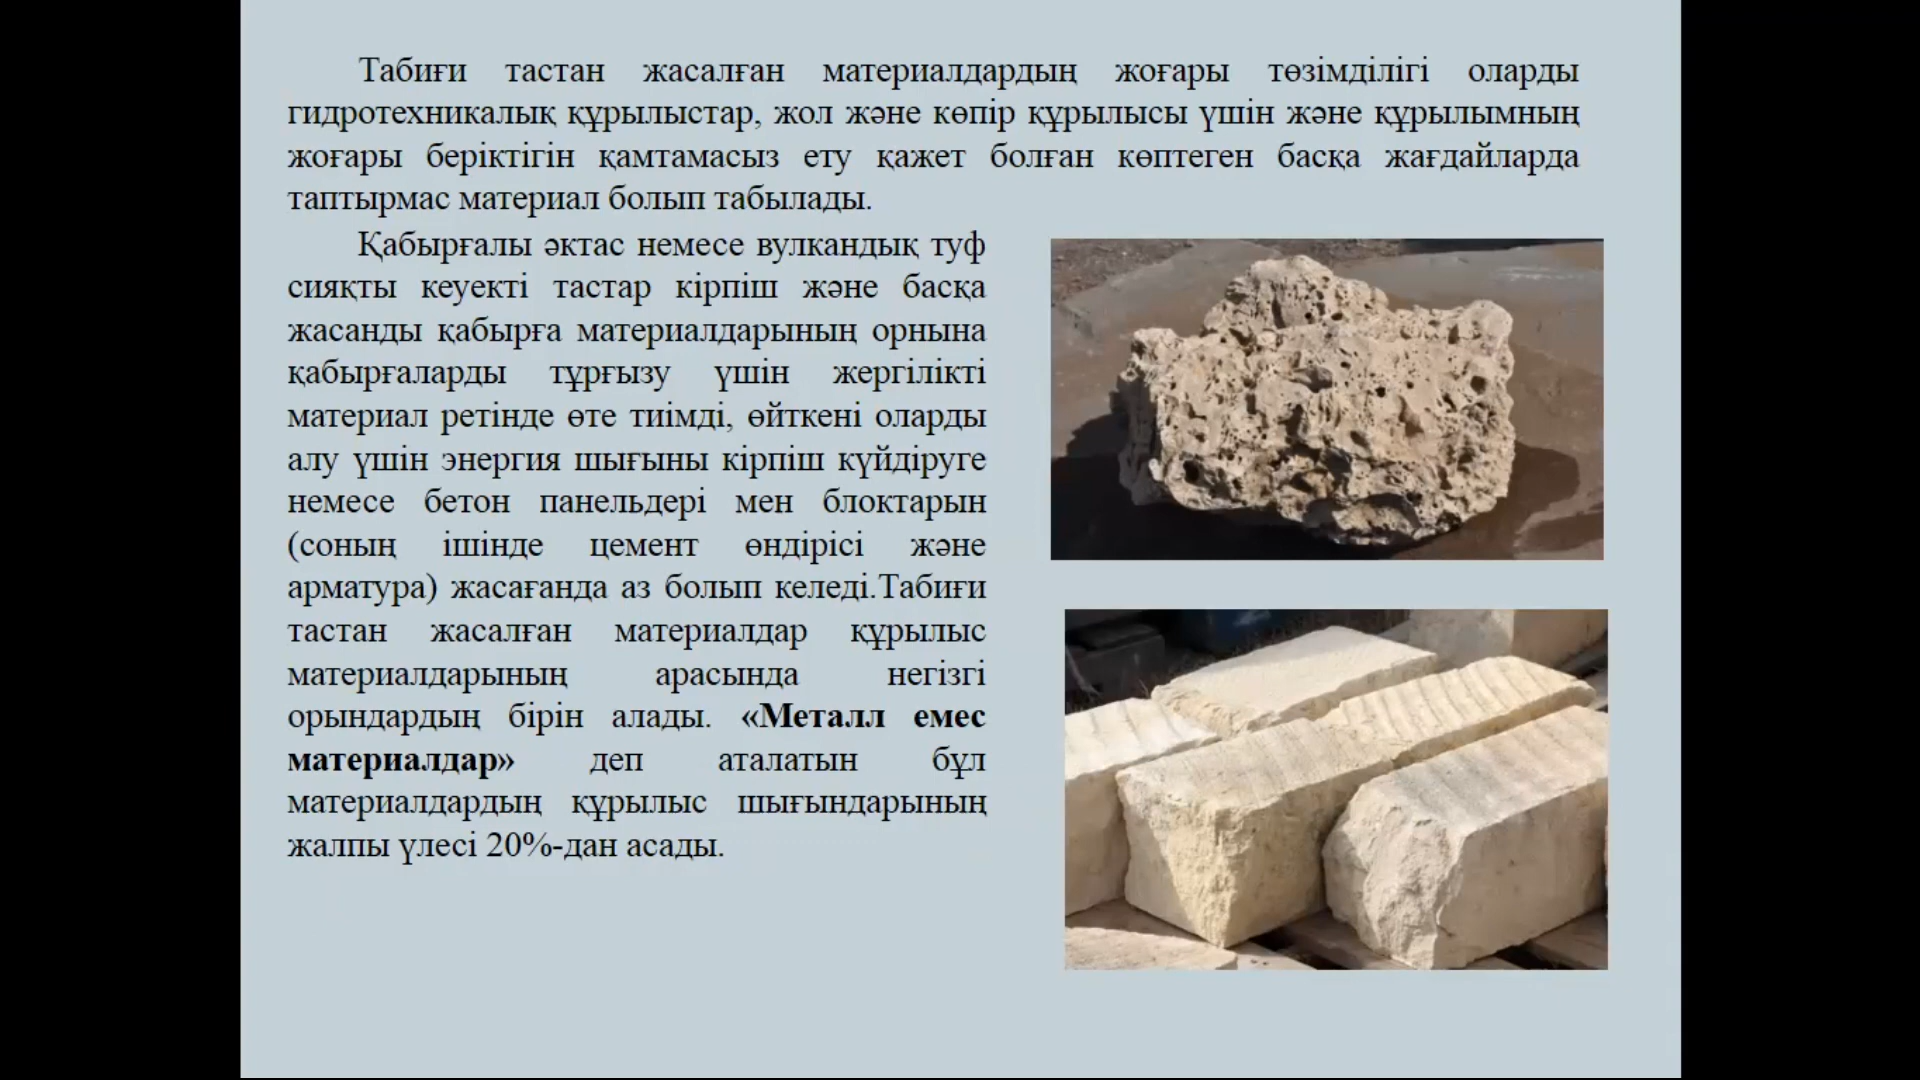 Табиғи тастан жасалған материалдардың жоғары төзімділігі оларды
гидротехникалық құрылыстар, жол және көпір құрылысы үшін және құрылымның
жоғары беріктігін қамтамасыз ету қажет болған көптеген басқа жағдайларда
таптырмас материал болып табылады.
Қабырғалы әктас немесе вулкандық туф
сияқты кеуекті тастар кірпіш және басқа
жасанды қабырға материалдарының орнына
қабырғаларды тұрғызу үшін жергілікті
материал ретінде өте тиімді, өйткені оларды
алу үшін энергия шығыны кірпіш күйдіруге
немесе бетон панельдері мен блоктарын
(соның ішінде цемент өндірісі және
арматура) жасағанда аз болып келеді.Табиғи
тастан жасалған материалдар құрылыс
материалдарының арасында негізгі
орындардың бірін алады. «Металл емес
материалдар» деп аталатын бұл
материалдардың құрылыс шығындарының
жалпы үлесі 20%-дан асады.